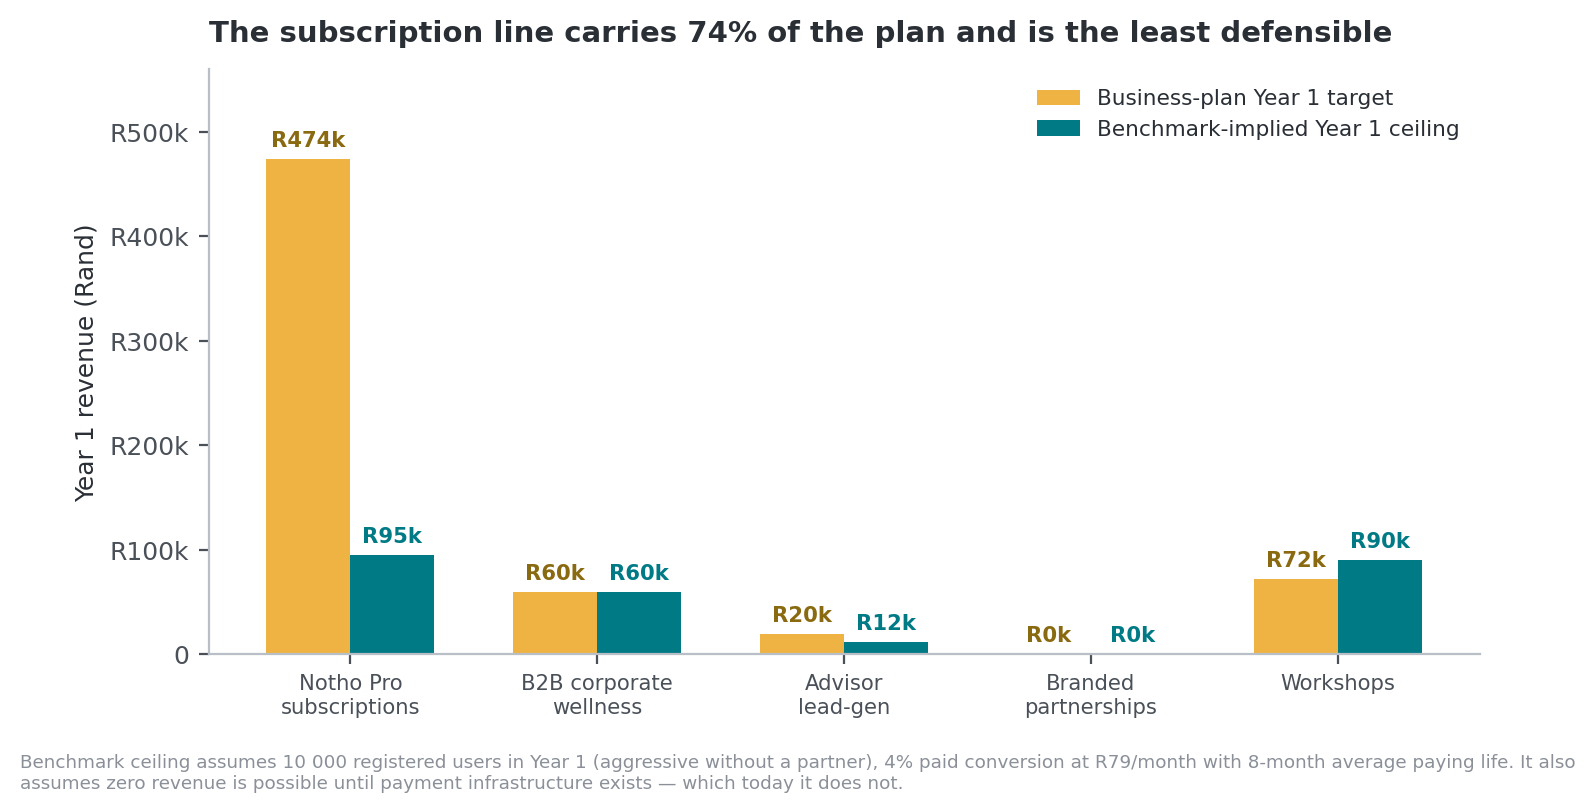 The subscription line carries 74% of the plan and is the least defensible
Business-plan Year 1 target
Benchmark-implied Year 1 ceiling
Year 1 revenue (Rand)
R500k
R400k
R300k
R200k
R100k
0
R474k
R95k
R60k
R60k
R20k
R12k
R0k
R0k
R72k
R90k
Notho Pro
subscriptions
B2B corporate
wellness
Advisor
lead-gen
Branded
partnerships
Workshops
Benchmark ceiling assumes 10 000 registered users in Year 1 (aggressive without a partner), 4% paid conversion at R79/month with 8-month average paying life. It also
assumes zero revenue is possible until payment infrastructure exists — which today it does not.